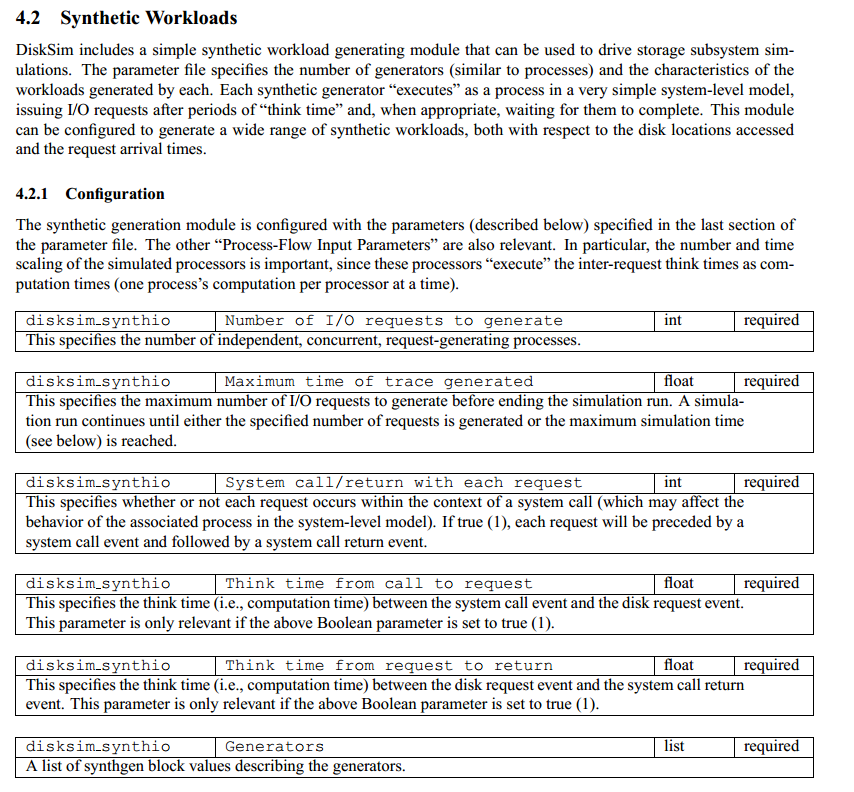 4.2 Synthetic Workloads
DiskSim includes a simple synthetic workload generating module that can be used to drive storage subsystem sim-
ulations. The parameter file specifies the number of generators (similar to processes) and the characteristics of the
workloads generated by each. Each synthetic generator “executes” as a process in a very simple system-level model,
issuing I/O requests after periods of “think time” and, when appropriate, waiting for them to complete. This module
can be configured to generate a wide range of synthetic workloads, both with respect to the disk locations accessed
and the request arrival times.
4.2.1 Configuration
The synthetic generation module is configured with the parameters (described below) specified in the last section of
the parameter file. The other “Process-Flow Input Parameters” are also relevant. In particular, the number and time
scaling of the simulated processors is important, since these processors “execute” the inter-request think times as com-
putation times (one process’s computation per processor at a time).
disksim_synthio Number of I/O requests to generate int required
This specifies the number of independent, concurrent, request-generating processes.
disksim_synthio Maximum time of trace generated float required
This specifies the maximum number of I/O requests to generate before ending the simulation run. A simula-
tion run continues until either the specified number of requests is generated or the maximum simulation time
(see below) is reached.
disksim_synthio System call/return with each request int required
This specifies whether or not each request occurs within the context of a system call (which may affect the
behavior of the associated process in the system-level model). If true (1), each request will be preceded by a
system call event and followed by a system call return event.
disksim_synthio Think time from call to request float required
This specifies the think time (i.e., computation time) between the system call event and the disk request event.
This parameter is only relevant if the above Boolean parameter is set to true (1).
disksim_synthio Think time from request to return float required
This specifies the think time (i.e., computation time) between the disk request event and the system call return
event. This parameter is only relevant if the above Boolean parameter is set to true (1).
disksim_synthio Generators list required
A list of synthgen block values describing the generators.